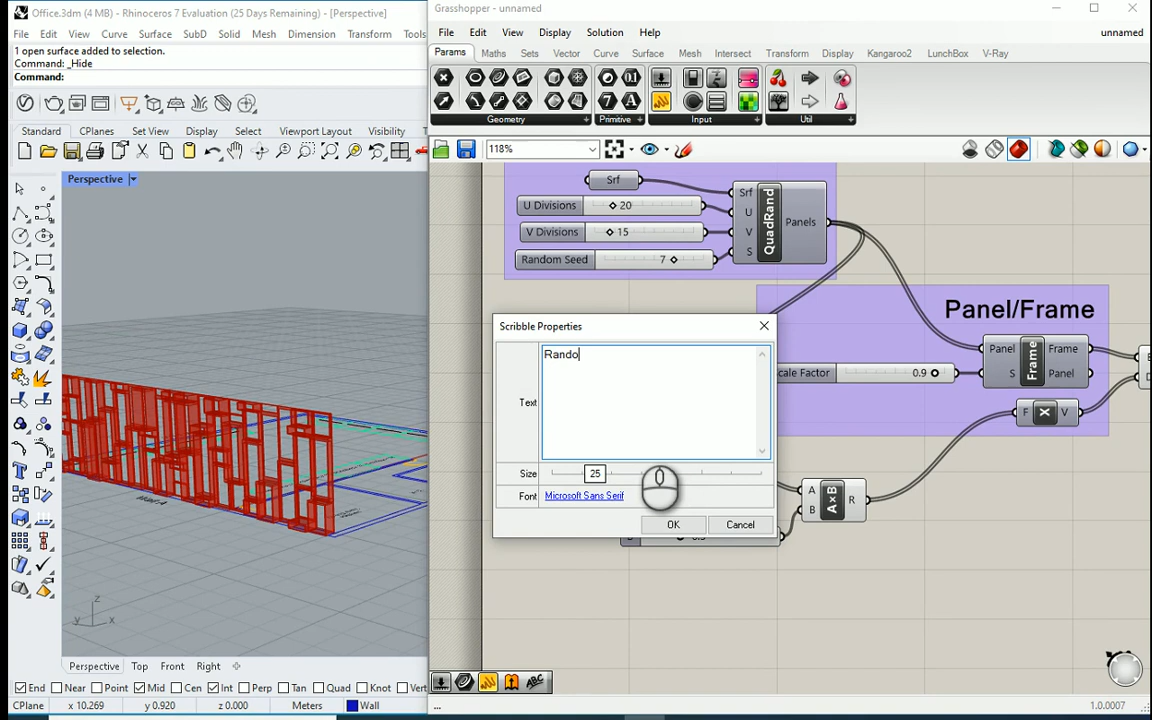 Office.3dm (4 MB) - Rhinoceros 7 Evaluation (25 Days Remaining) - [Perspective]
File Edit View Curve Surface SubD Solid Mesh Dimension Transform Tools
1 open surface added to selection.
Command: _Hide
Command:
Standard CPlanes Set View Display Select Viewport Layout Visibility
Perspective
z
y x
Perspective Top Front Right
End Near Point Mid Cen Int Perp Tan Quad Knot Vert
CPlane x 10.269 y 0.920 z 0.000 Meters Wall
Grasshopper - unnamed
File Edit View Display Solution Help unnamed
Params Maths Sets Vector Curve Surface Mesh Intersect Transform Display Kangaroo2 LunchBox V-Ray
Geometry Primitive Input Util
118%
Srf
U Divisions 20
V Divisions 15
Random Seed 7
Srf
U
V
S
QuadRand
Panels
Panel/Frame
Panel
S
Frame
Frame
Panel
cale Factor 0.9
F X V
A
B
A×B
R
Scribble Properties
Text
Rando
Size 25
Font Microsoft Sans Serif
OK Cancel
ABC
...
1.0.0007